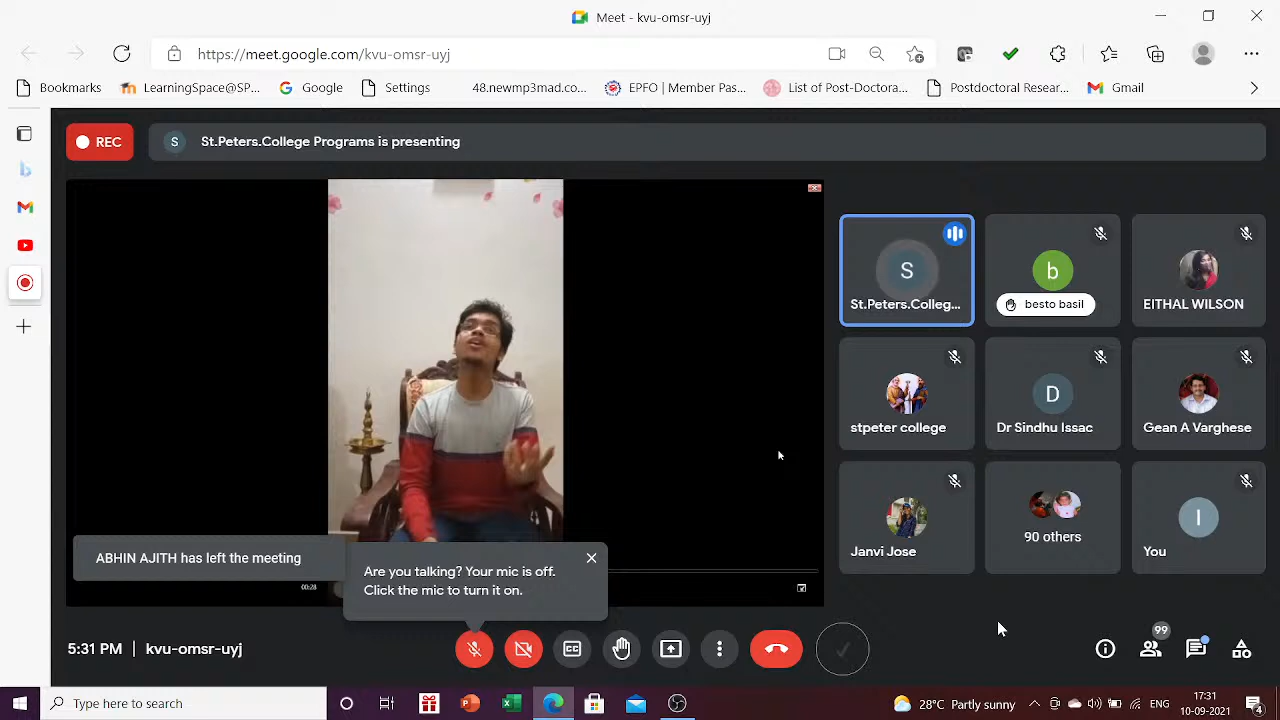 Meet - kvu-omsr-uyj
https://meet.google.com/kvu-omsr-uyj
Bookmarks
LearningSpace@SP...
Google
Settings
48.newmp3mad.co...
EPFO | Member Pas...
List of Post-Doctora...
Postdoctoral Resear...
Gmail
REC
S
St.Peters.College Programs is presenting
S
St.Peters.Colleg...
b
besto basil
EITHAL WILSON
stpeter college
D
Dr Sindhu Issac
Gean A Varghese
Janvi Jose
90 others
I
You
ABHIN AJITH has left the meeting
Are you talking? Your mic is off.
Click the mic to turn it on.
00:28
5:31 PM | kvu-omsr-uyj
CC
99
Type here to search
28°C Partly sunny
ENG
17:31
10-09-2021